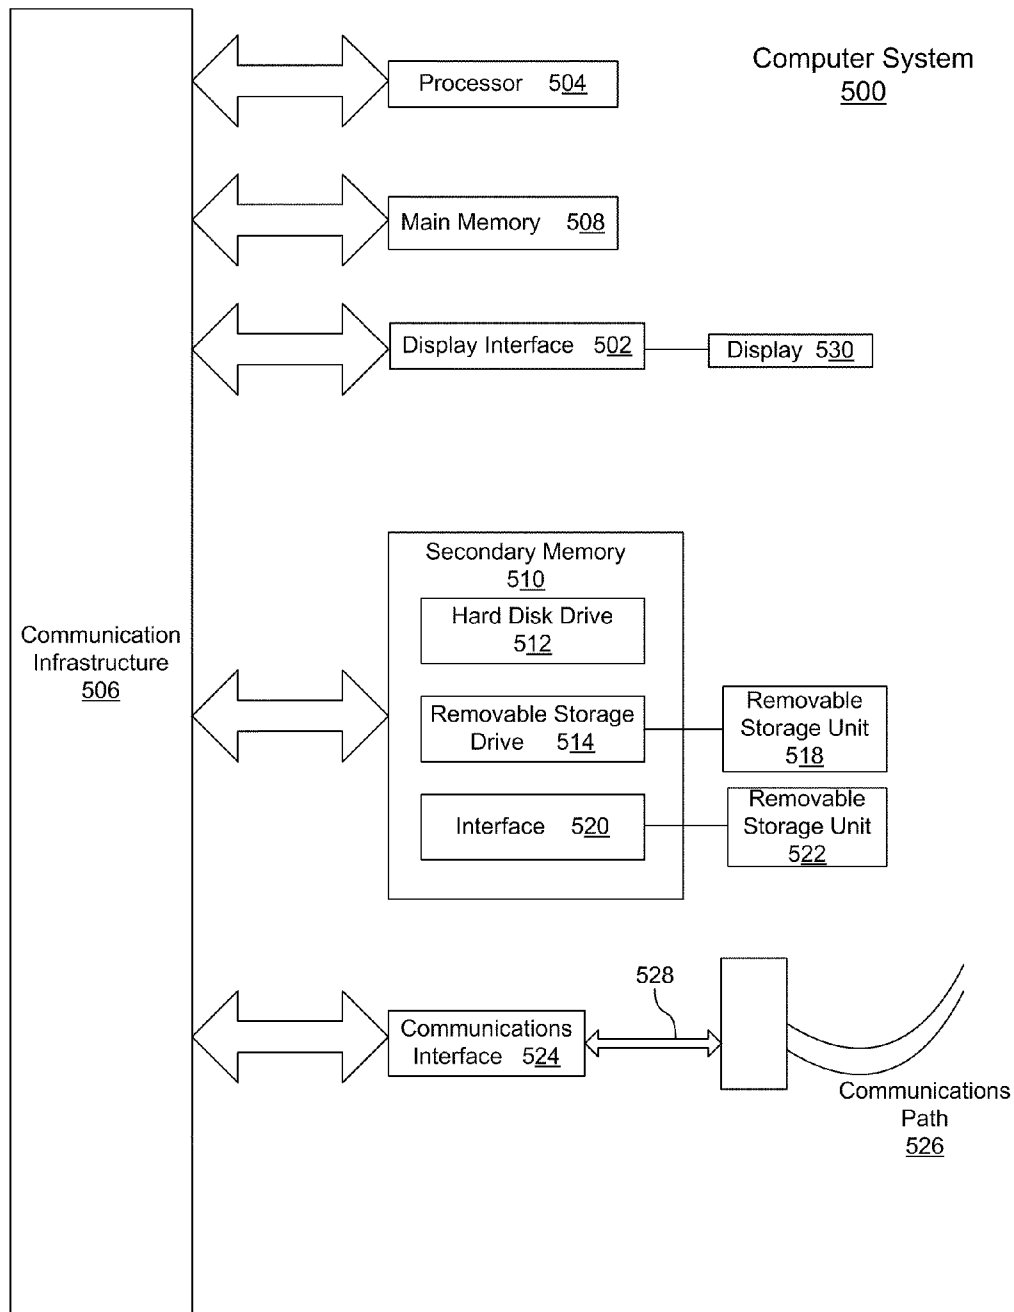 Computer System
500
Processor 504
Main Memory 508
Display Interface 502
Display 530
Communication
Infrastructure
506
Secondary Memory
510
Hard Disk Drive
512
Removable Storage
Drive 514
Removable
Storage Unit
518
Interface 520
Removable
Storage Unit
522
528
Communications
Interface 524
Communications
Path
526